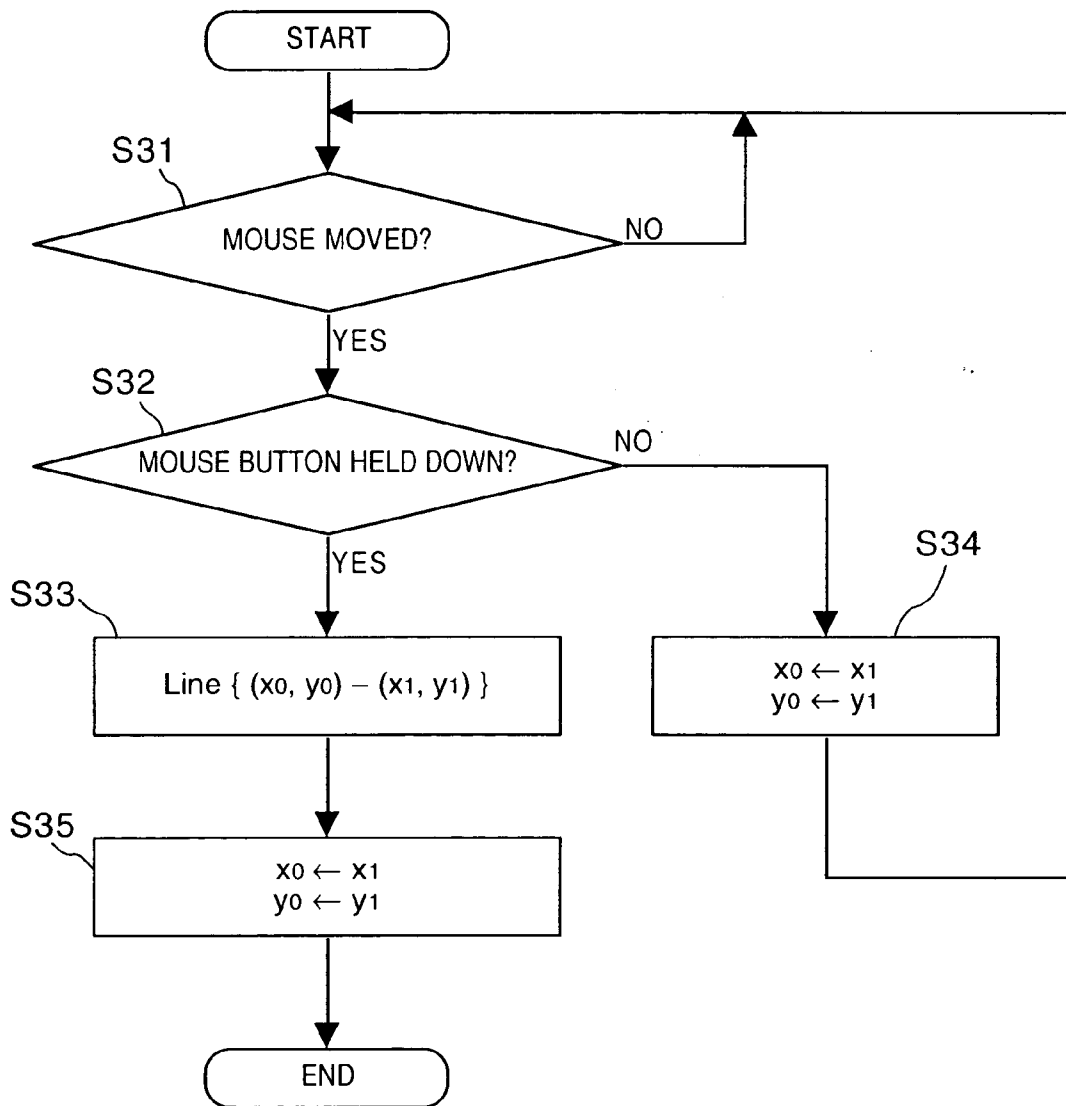 START
S31
MOUSE MOVED?
NO
YES
S32
MOUSE BUTTON HELD DOWN?
NO
YES
S33
Line { (x0, y0) – (x1, y1) }
S34
x0 ← x1
y0 ← y1
S35
x0 ← x1
y0 ← y1
END